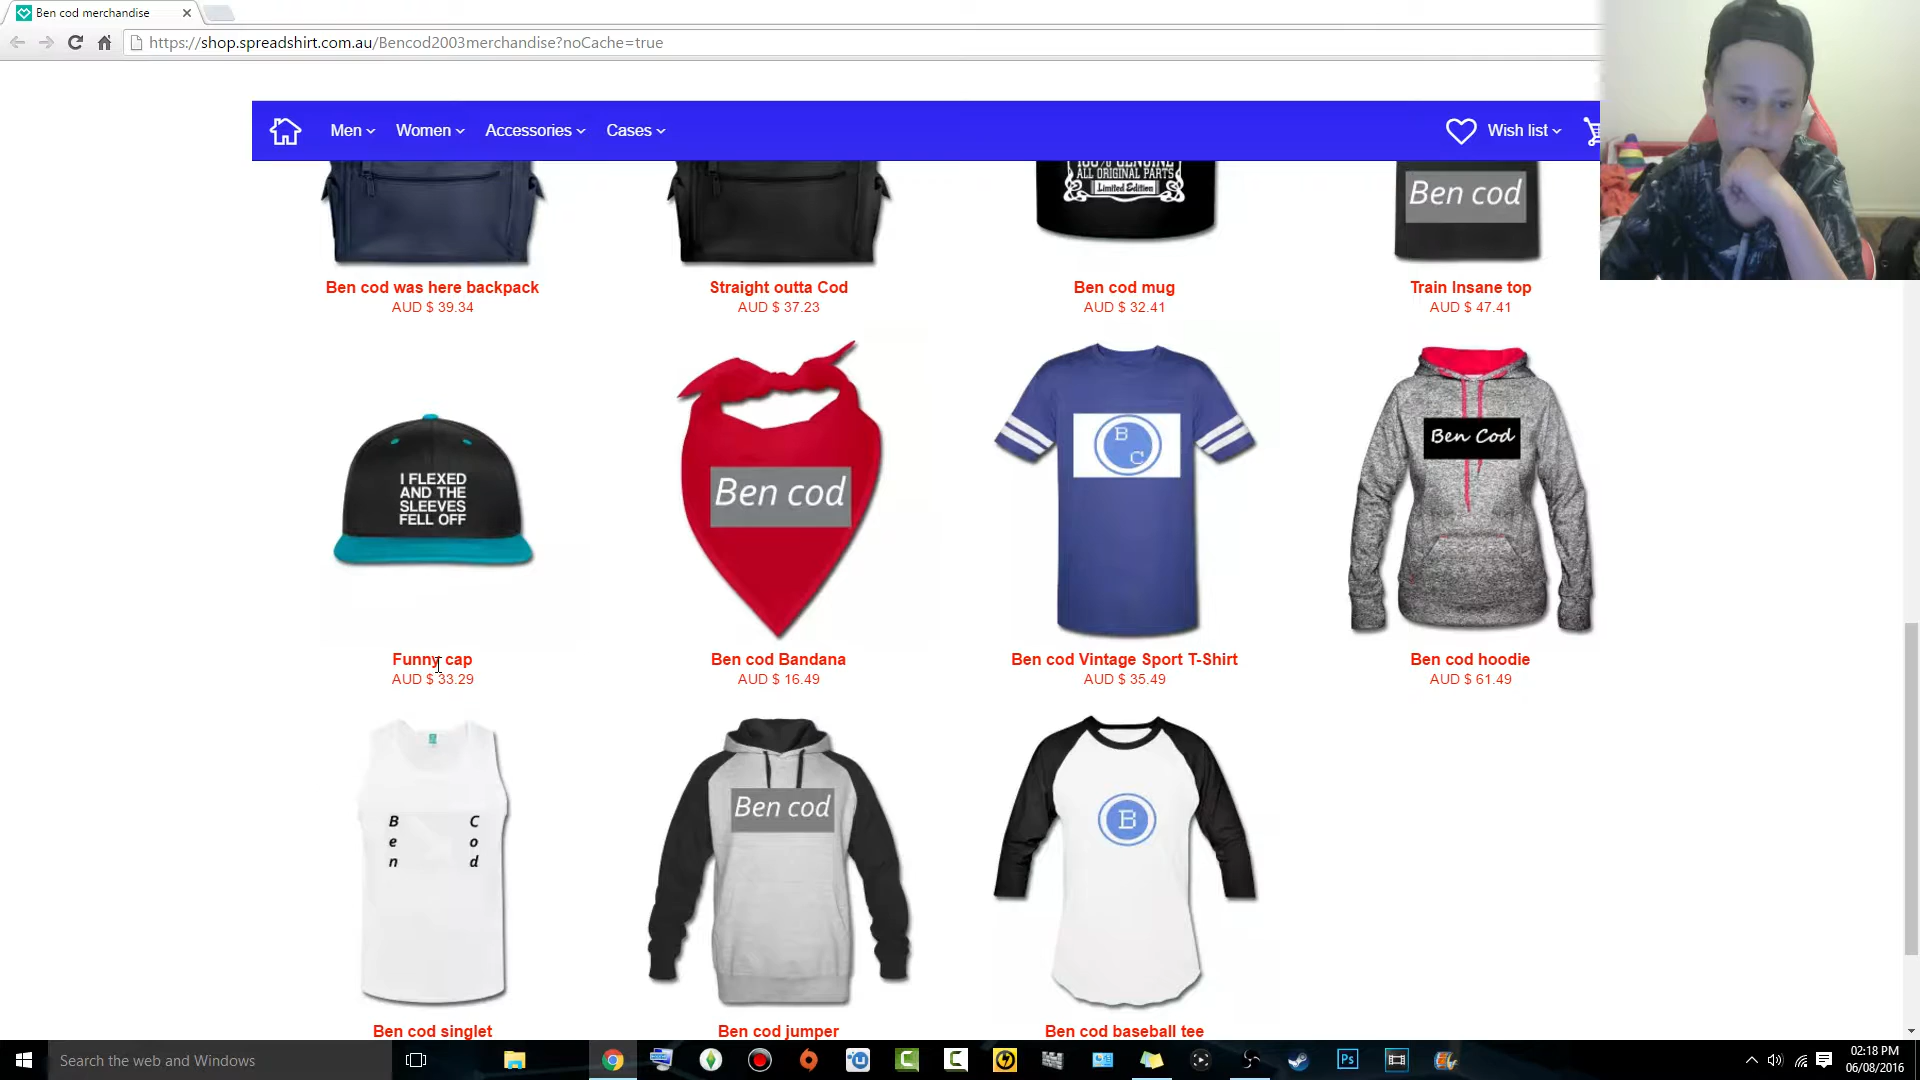 Ben cod merchandise
https://shop.spreadshirt.com.au/Bencod2003merchandise?noCache=true
Men Women Accessories Cases Wish list
100% GENUINE
ALL ORIGINAL PARTS
Limited Edition
Ben cod
Ben cod was here backpack
AUD $ 39.34
Straight outta Cod
AUD $ 37.23
Ben cod mug
AUD $ 32.41
Train Insane top
AUD $ 47.41
I FLEXED
AND THE
SLEEVES
FELL OFF
Ben cod
B
C
Ben Cod
Funny cap
AUD $ 33.29
Ben cod Bandana
AUD $ 16.49
Ben cod Vintage Sport T-Shirt
AUD $ 35.49
Ben cod hoodie
AUD $ 61.49
B C
e o
n d
Ben cod
B
Ben cod singlet
Ben cod jumper
Ben cod baseball tee
Search the web and Windows
Ps
02:18 PM
06/08/2016